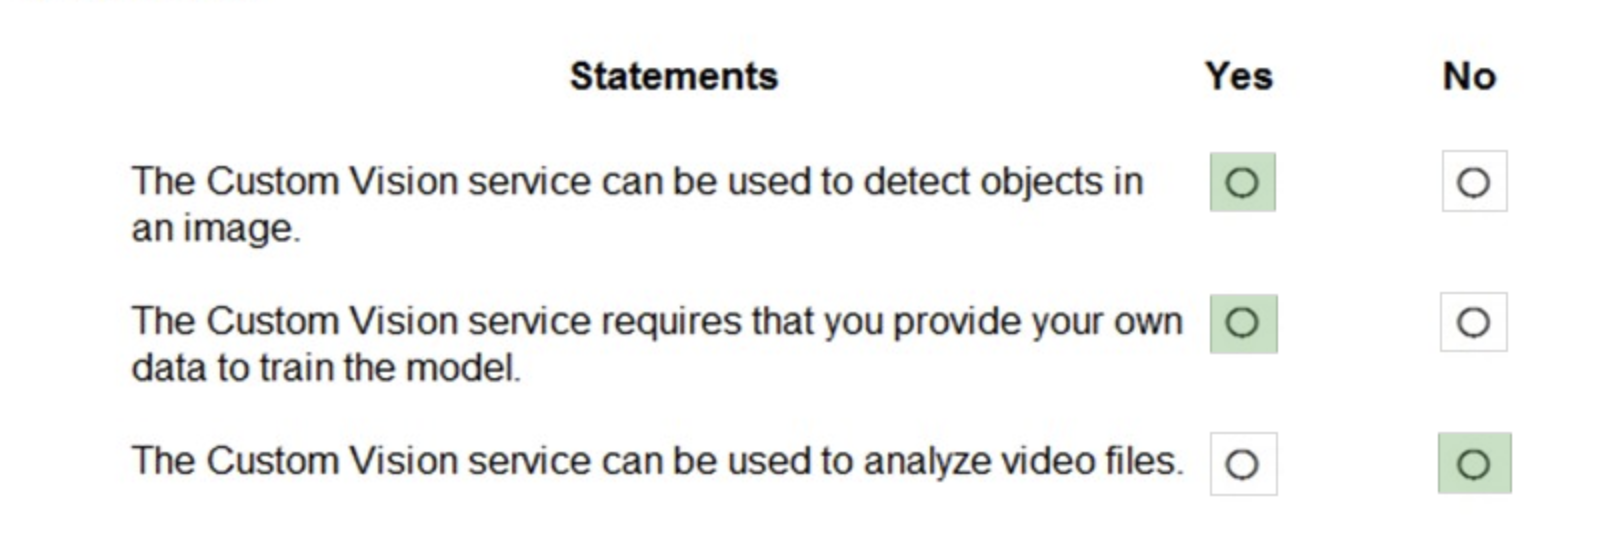 Statements Yes No
The Custom Vision service can be used to detect objects in
an image.
The Custom Vision service requires that you provide your own
data to train the model.
The Custom Vision service can be used to analyze video files.